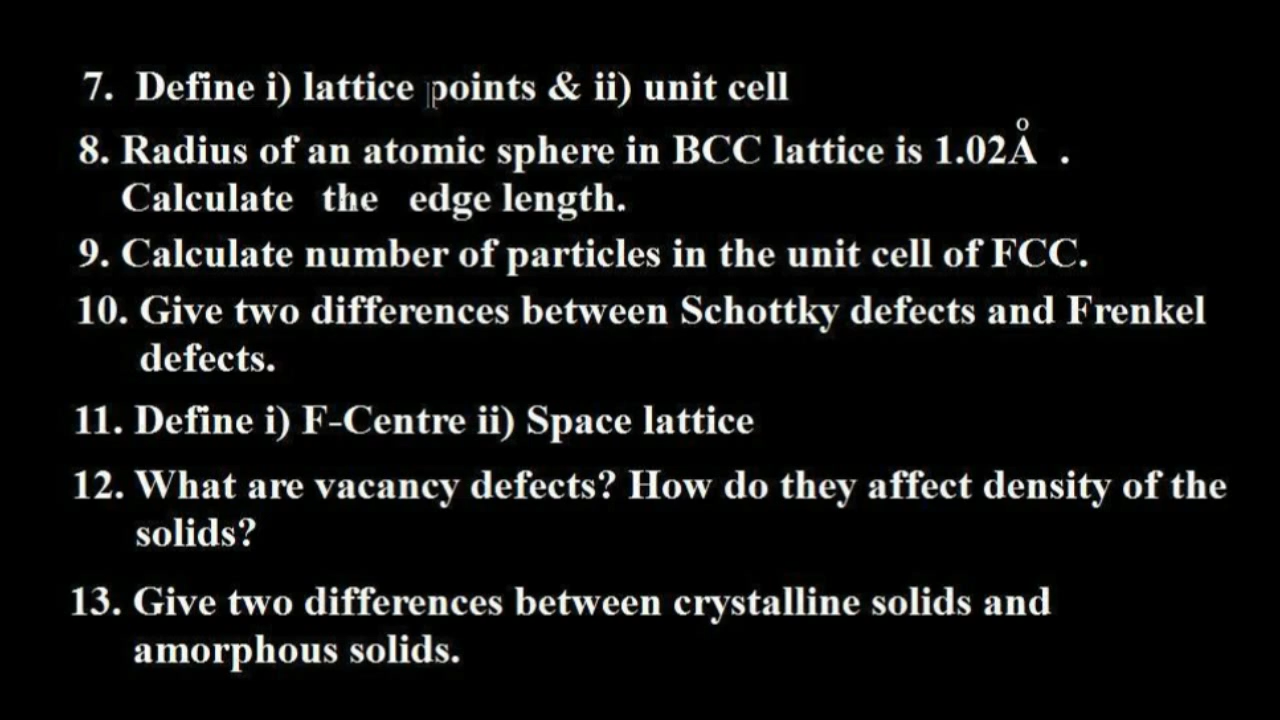 7. Define i) lattice points & ii) unit cell
8. Radius of an atomic sphere in BCC lattice is 1.02Å .
Calculate the edge length.
9. Calculate number of particles in the unit cell of FCC.
10. Give two differences between Schottky defects and Frenkel
defects.
11. Define i) F-Centre ii) Space lattice
12. What are vacancy defects? How do they affect density of the
solids?
13. Give two differences between crystalline solids and
amorphous solids.